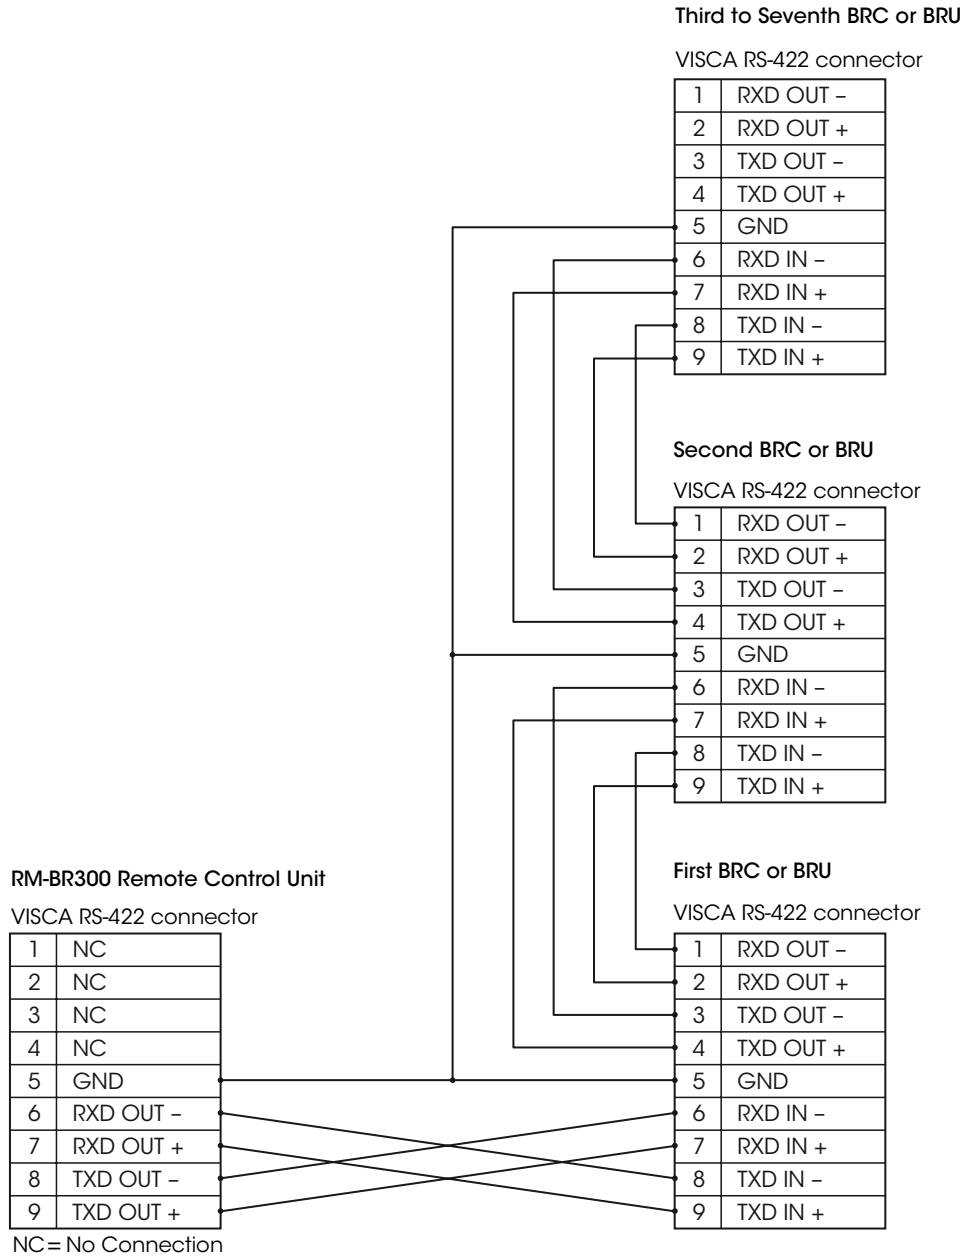 Third to Seventh BRC or BRU
VISCA RS-422 connector
1 RXD OUT –
2 RXD OUT +
3 TXD OUT –
4 TXD OUT +
5 GND
6 RXD IN –
7 RXD IN +
8 TXD IN –
9 TXD IN +
Second BRC or BRU
VISCA RS-422 connector
1 RXD OUT –
2 RXD OUT +
3 TXD OUT –
4 TXD OUT +
5 GND
6 RXD IN –
7 RXD IN +
8 TXD IN –
9 TXD IN +
RM-BR300 Remote Control Unit
VISCA RS-422 connector
1 NC
2 NC
3 NC
4 NC
5 GND
6 RXD OUT –
7 RXD OUT +
8 TXD OUT –
9 TXD OUT +
NC = No Connection
First BRC or BRU
VISCA RS-422 connector
1 RXD OUT –
2 RXD OUT +
3 TXD OUT –
4 TXD OUT +
5 GND
6 RXD IN –
7 RXD IN +
8 TXD IN –
9 TXD IN +